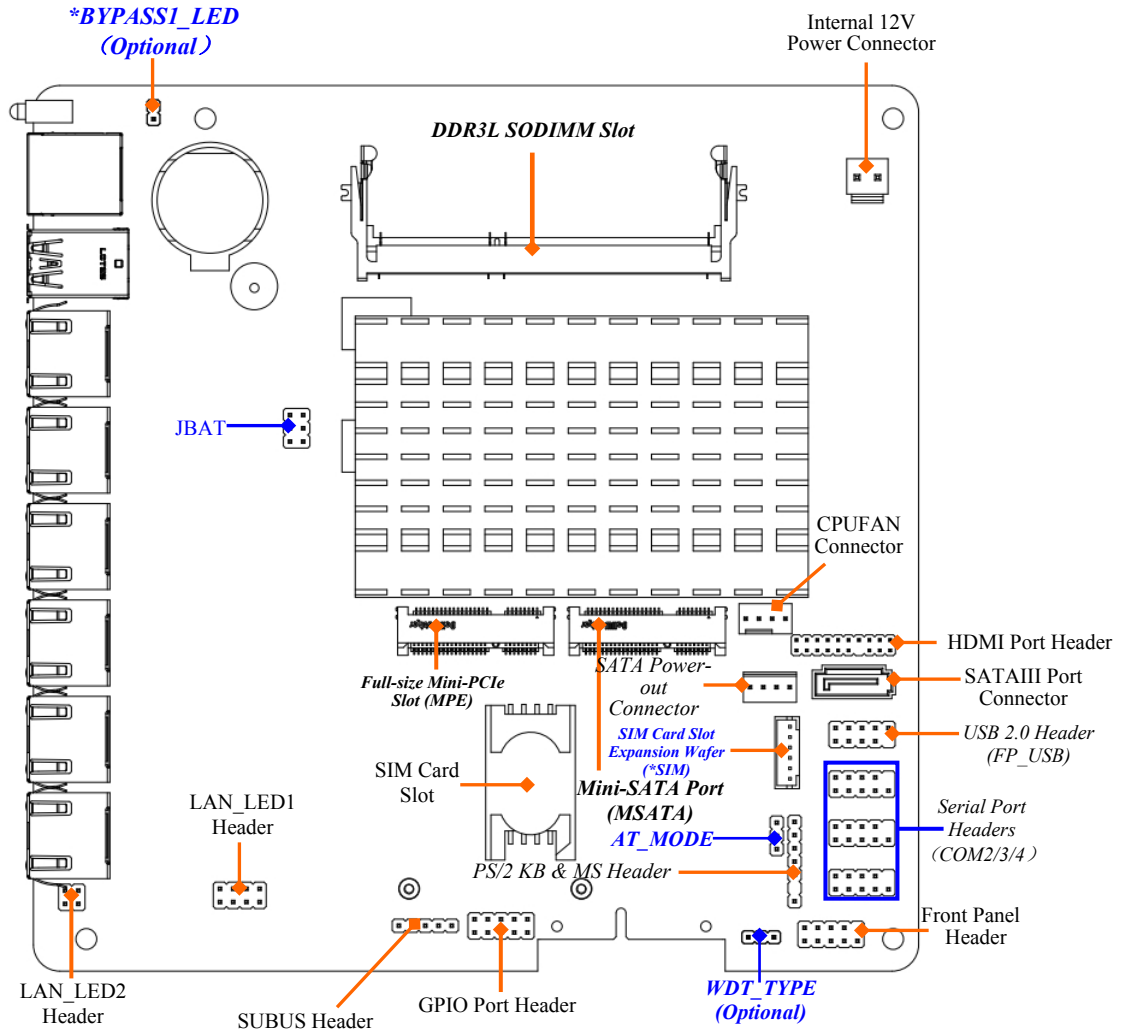 *BYPASS1_LED
（Optional）
Internal 12V
Power Connector
DDR3L SODIMM Slot
LOTES
JBAT
CPUFAN
Connector
HDMI Port Header
SATA Power-
out
Connector
SATAIII Port
Connector
Full-size Mini-PCIe
Slot (MPE)
SIM Card Slot
Expansion Wafer
(*SIM)
USB 2.0 Header
(FP_USB)
SIM Card
Slot
Mini-SATA Port
(MSATA)
LAN_LED1
Header
AT_MODE
Serial Port
Headers
（COM2/3/4）
PS/2 KB & MS Header
Front Panel
Header
LAN_LED2
Header
SUBUS Header
GPIO Port Header
WDT_TYPE
(Optional)